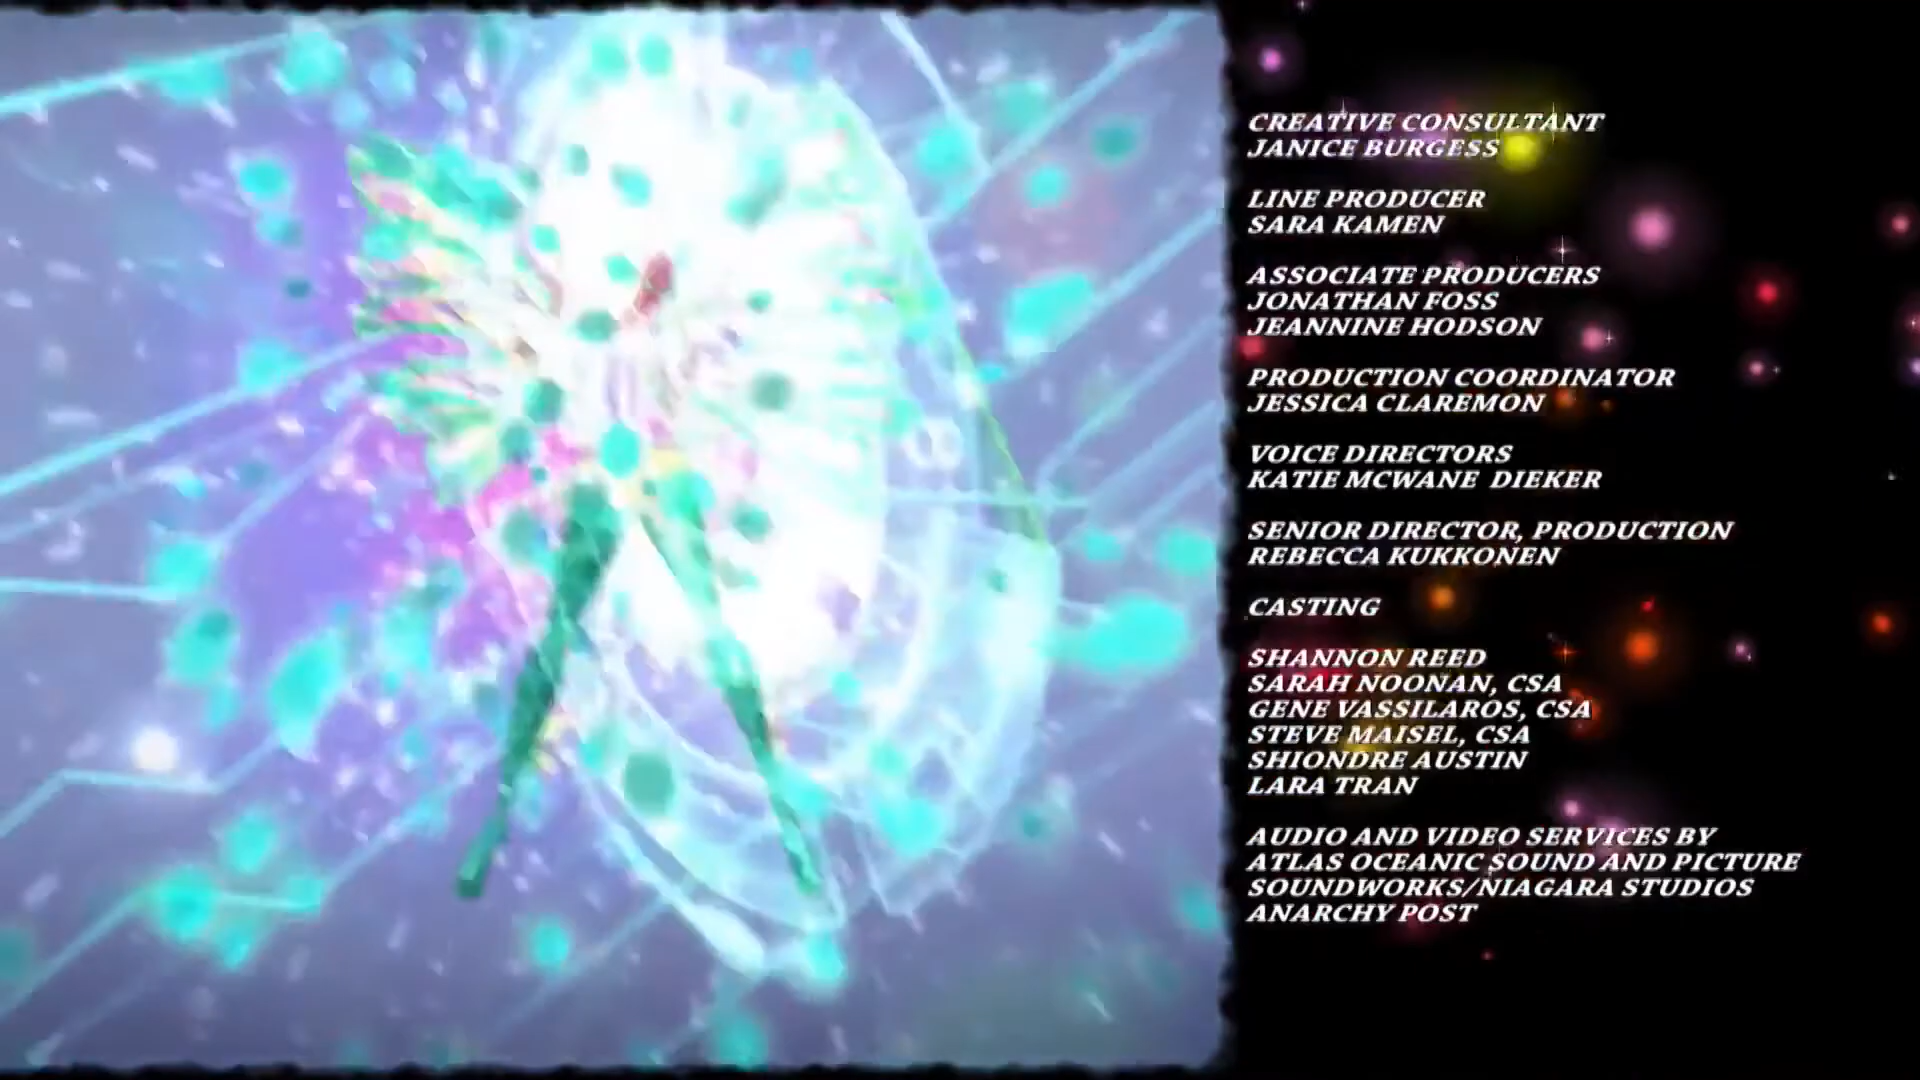 CREATIVE CONSULTANT
JANICE BURGESS
LINE PRODUCER
SARA KAMEN
ASSOCIATE PRODUCERS
JONATHAN FOSS
JEANNINE HODSON
PRODUCTION COORDINATOR
JESSICA CLAREMON
VOICE DIRECTORS
KATIE MCWANE DIEKER
SENIOR DIRECTOR, PRODUCTION
REBECCA KUKKONEN
CASTING
SHANNON REED
SARAH NOONAN, CSA
GENE VASSILAROS, CSA
STEVE MAISEL, CSA
SHIONDRE AUSTIN
LARA TRAN
AUDIO AND VIDEO SERVICES BY
ATLAS OCEANIC SOUND AND PICTURE
SOUNDWORKS/NIAGARA STUDIOS
ANARCHY POST